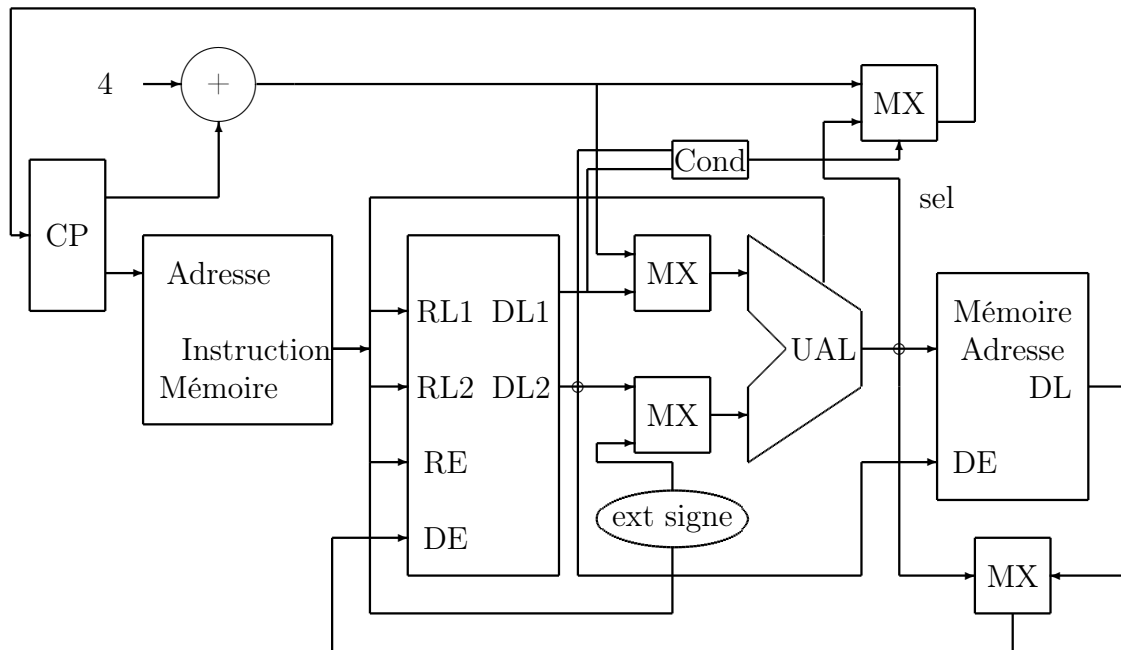 4
+
MX
Cond
sel
CP
Adresse
Instruction
Mémoire
RL1 DL1
RL2 DL2
RE
DE
MX
MX
UAL
ext signe
Mémoire
Adresse
DL
DE
MX